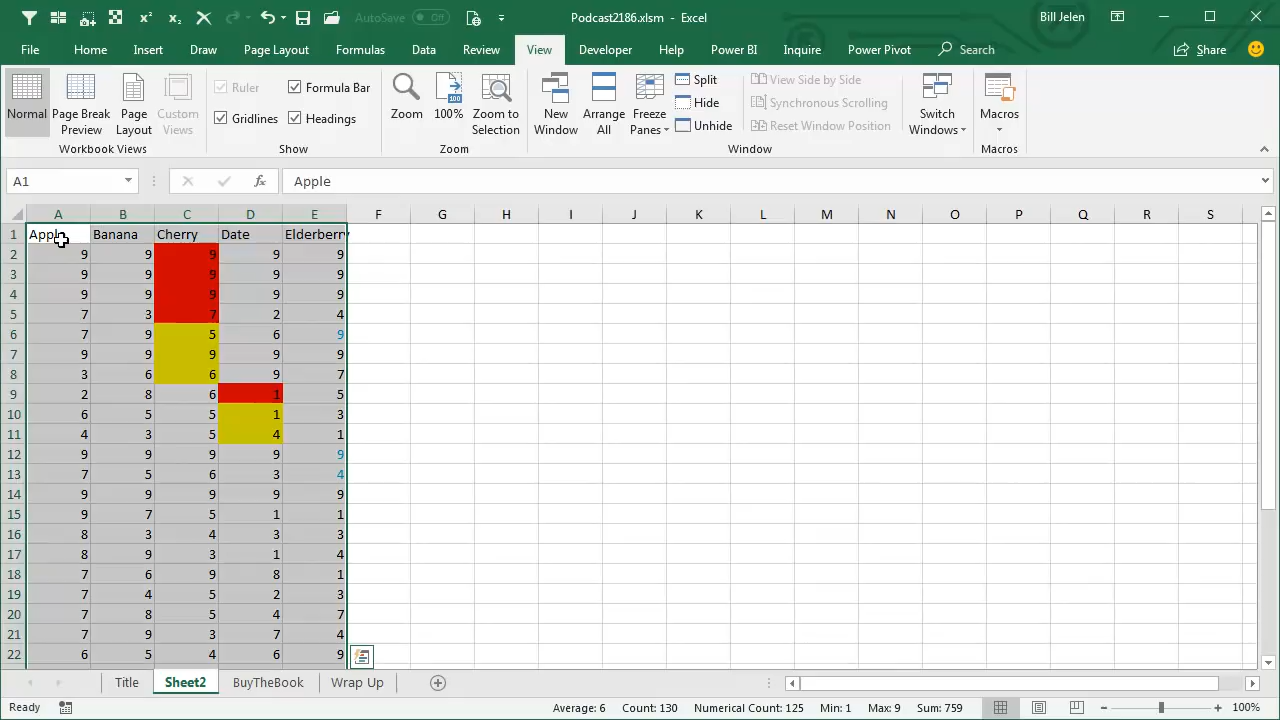 AutoSave Off Podcast2186.xlsm - Excel Bill Jelen
File Home Insert Draw Page Layout Formulas Data Review View Developer Help Power BI Inquire Power Pivot Search Share
Normal Page Break Preview Page Layout Custom Views
Ruler Formula Bar
Gridlines Headings
Zoom 100% Zoom to Selection
New Window Arrange All Freeze Panes
Split
Hide
Unhide
View Side by Side
Synchronous Scrolling
Reset Window Position
Switch Windows Macros
Workbook Views Show Zoom Window Macros
A1 fx Apple
A B C D E F G H I J K L M N O P Q R S
1 Apple Banana Cherry Date Elderberry
2 9 9 9 9 9
3 9 9 9 9 9
4 9 9 9 9 9
5 7 3 7 2 4
6 7 9 5 6 9
7 9 9 9 9 9
8 3 6 6 9 7
9 2 8 6 1 5
10 6 5 5 1 3
11 4 3 5 4 1
12 9 9 9 9 9
13 7 5 6 3 4
14 9 9 9 9 9
15 9 7 5 1 1
16 8 3 4 3 3
17 8 9 3 1 4
18 7 6 9 8 1
19 7 4 5 2 3
20 7 8 5 4 7
21 7 9 3 7 4
22 6 5 4 6 9
Title Sheet2 BuyTheBook Wrap Up
Ready Average: 6 Count: 130 Numerical Count: 125 Min: 1 Max: 9 Sum: 759 100%